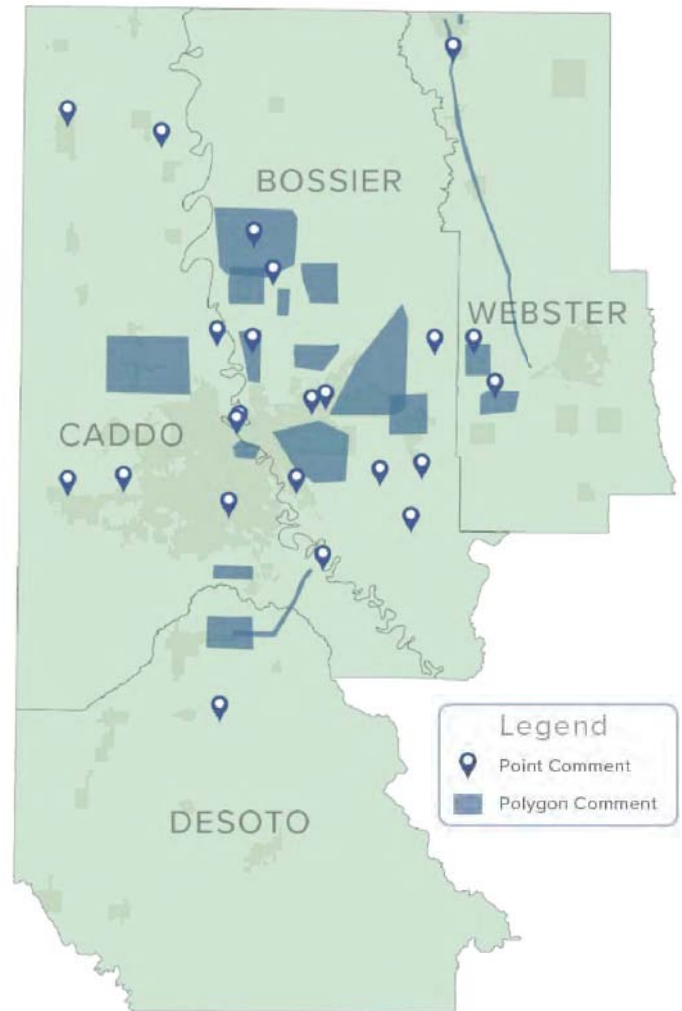 BOSSIER
WEBSTER
CADDO
DESOTO
Legend
Point Comment
Polygon Comment